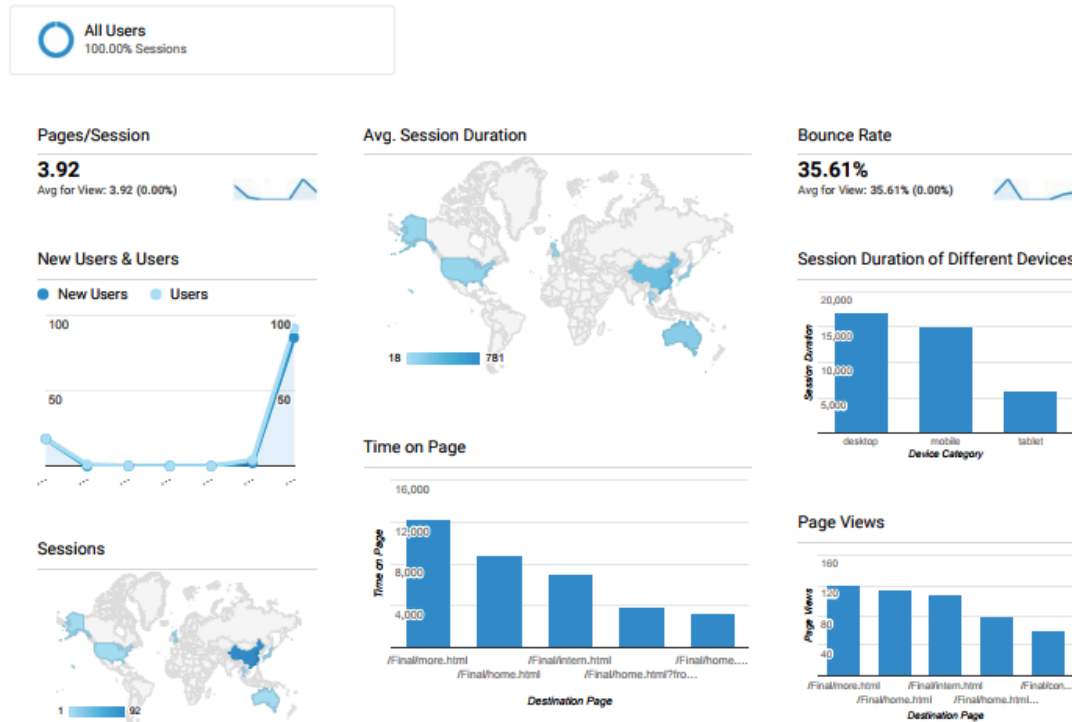 All Users
100.00% Sessions
Pages/Session
3.92
Avg for View: 3.92 (0.00%)
New Users & Users
New Users
Users
100
100
50
50
Sessions
1
92
Avg. Session Duration
18
781
Time on Page
16,000
12,000
8,000
4,000
Time on Page
/Final/more.html
/Final/home.html
/Final/intern.html
/Final/home.html?fro...
/Final/home....
Destination Page
Bounce Rate
35.61%
Avg for View: 35.61% (0.00%)
Session Duration of Different Devices
20,000
15,000
10,000
5,000
Session Duration
desktop
mobile
tablet
Device Category
Page Views
160
120
80
40
Page Views
/Final/more.html
/Final/home.html
/Final/intern.html
/Final/home.html...
/Final/con...
Destination Page